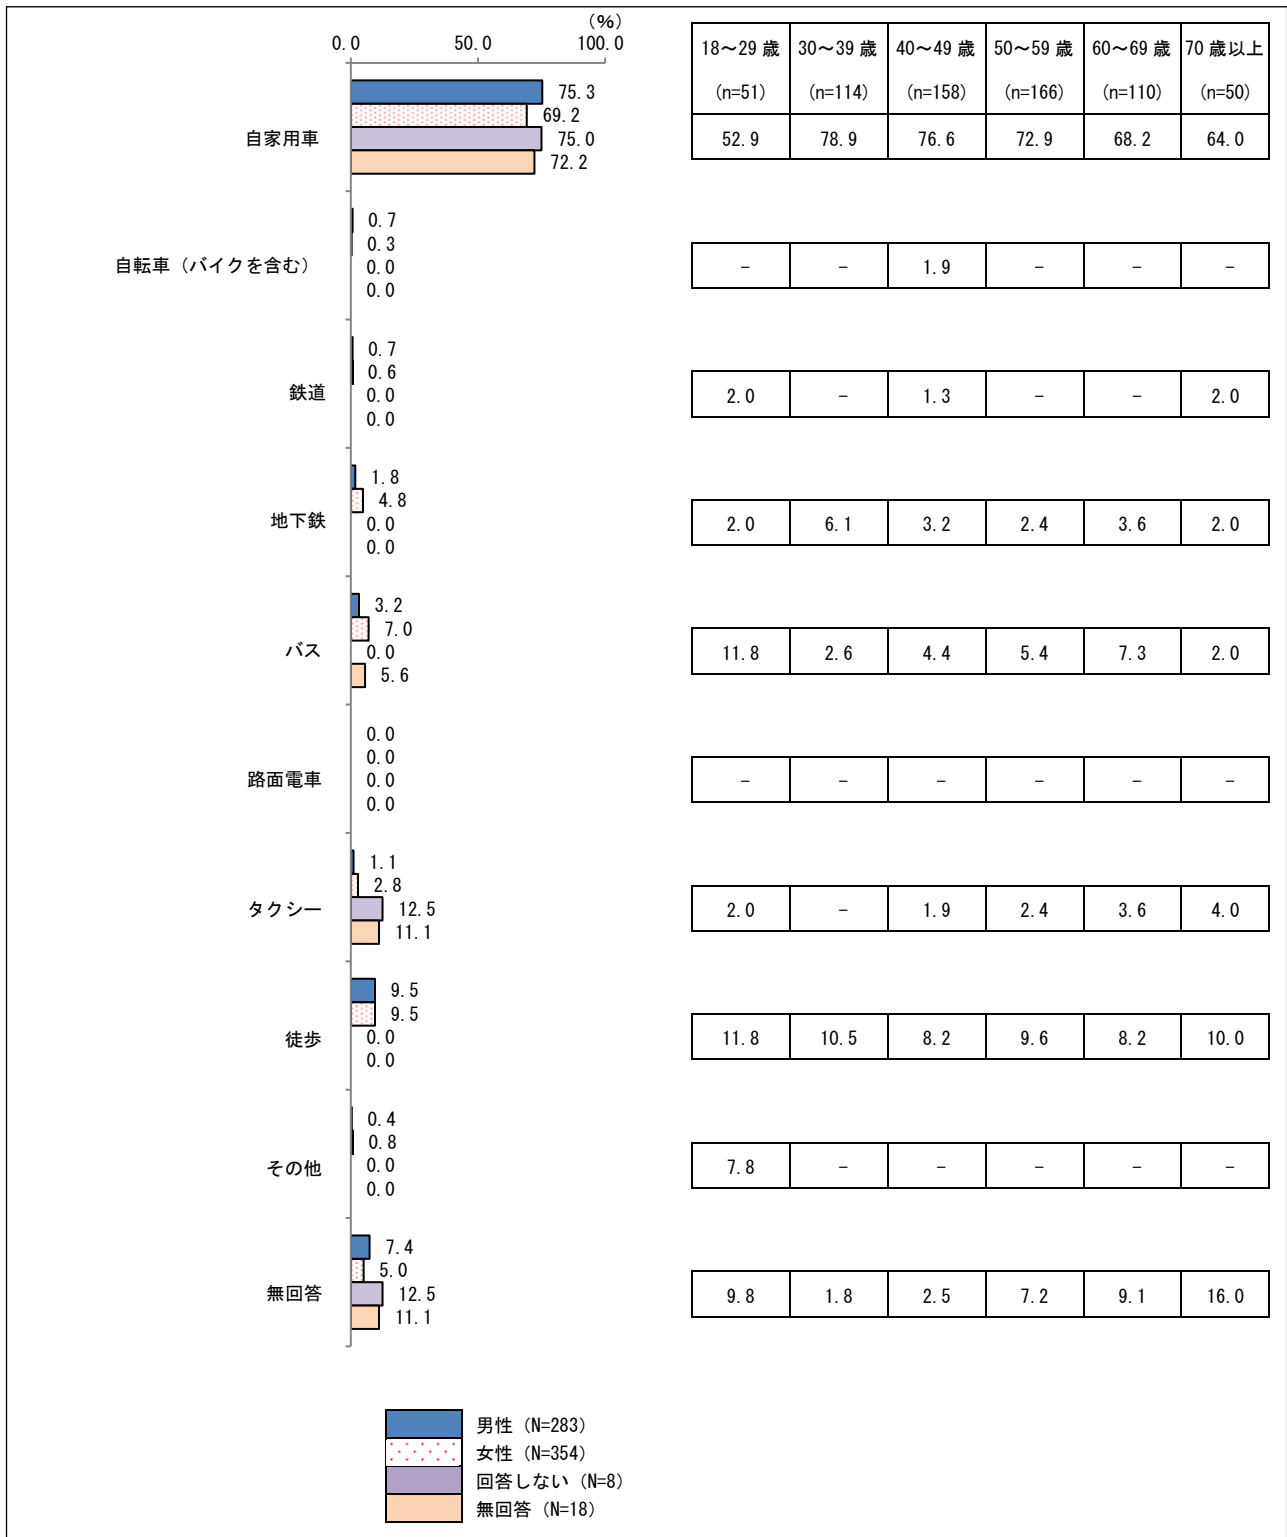 (%)
0.0 50.0 100.0
18～29 歳 30～39 歳 40～49 歳 50～59 歳 60～69 歳 70 歳以上
(n=51) (n=114) (n=158) (n=166) (n=110) (n=50)
自家用車
75.3
69.2
75.0
72.2
52.9 78.9 76.6 72.9 68.2 64.0
自転車（バイクを含む）
0.7
0.3
0.0
0.0
－ － 1.9 － － －
鉄道
0.7
0.6
0.0
0.0
2.0 － 1.3 － － 2.0
地下鉄
1.8
4.8
0.0
0.0
2.0 6.1 3.2 2.4 3.6 2.0
バス
3.2
7.0
0.0
5.6
11.8 2.6 4.4 5.4 7.3 2.0
路面電車
0.0
0.0
0.0
0.0
－ － － － － －
タクシー
1.1
2.8
12.5
11.1
2.0 － 1.9 2.4 3.6 4.0
徒歩
9.5
9.5
0.0
0.0
11.8 10.5 8.2 9.6 8.2 10.0
その他
0.4
0.8
0.0
0.0
7.8 － － － － －
無回答
7.4
5.0
12.5
11.1
9.8 1.8 2.5 7.2 9.1 16.0
男性（N=283）
女性（N=354）
回答しない（N=8）
無回答（N=18）